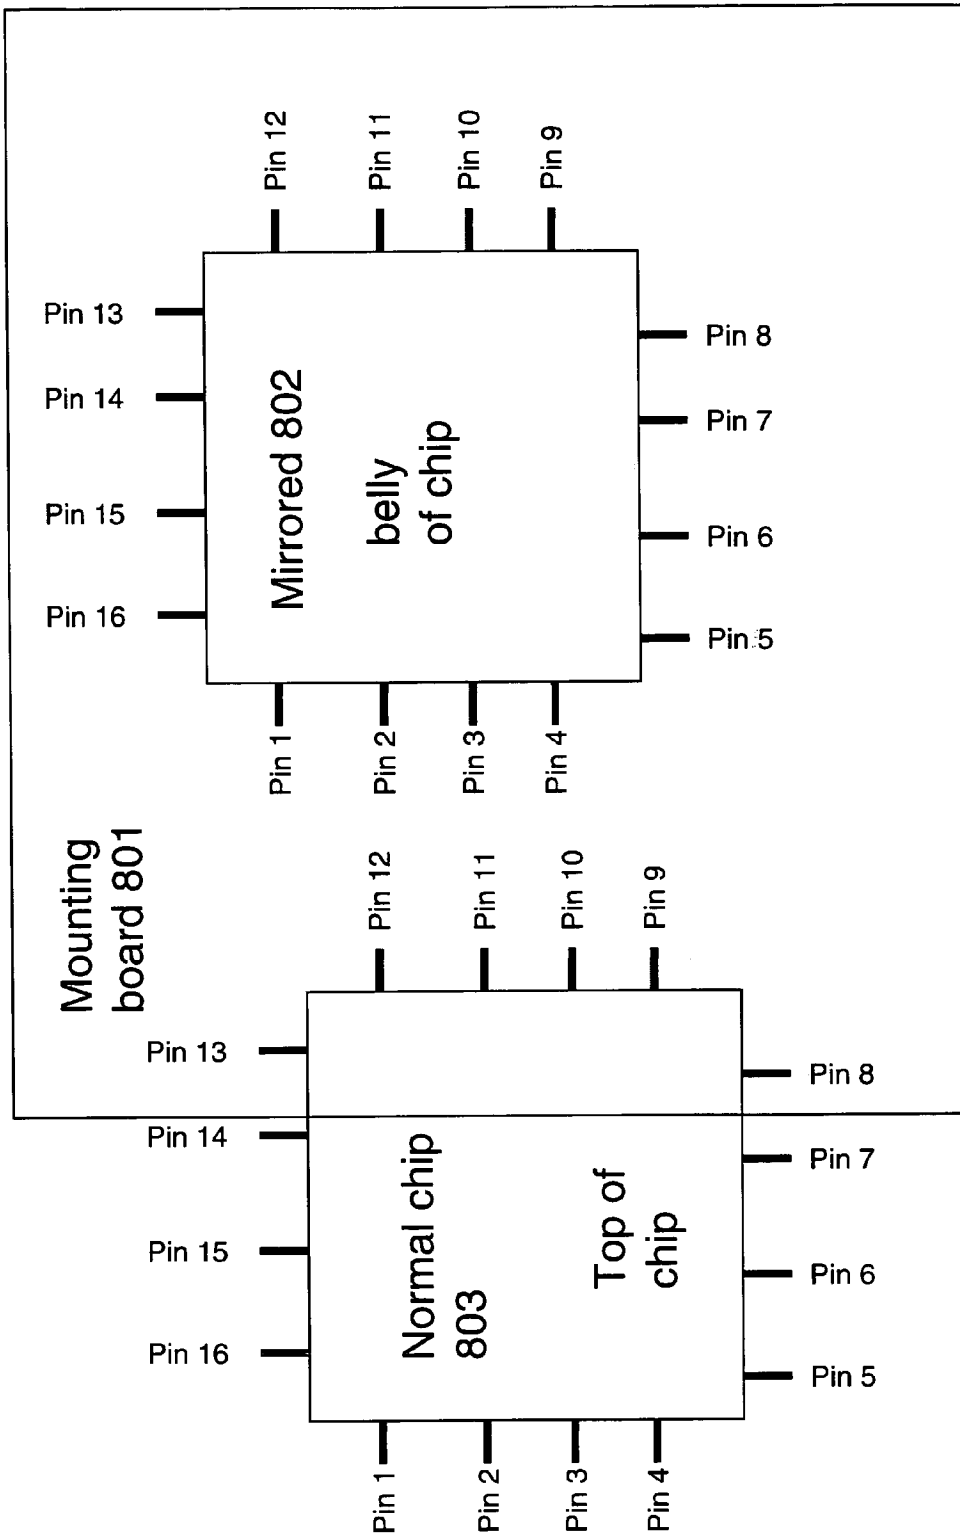 Mounting
board 801
Normal chip
803
Top of
chip
Pin 1
Pin 2
Pin 3
Pin 4
Pin 5
Pin 6
Pin 7
Pin 8
Pin 9
Pin 10
Pin 11
Pin 12
Pin 13
Pin 14
Pin 15
Pin 16
Mirrored 802
belly
of chip
Pin 1
Pin 2
Pin 3
Pin 4
Pin 5
Pin 6
Pin 7
Pin 8
Pin 9
Pin 10
Pin 11
Pin 12
Pin 13
Pin 14
Pin 15
Pin 16